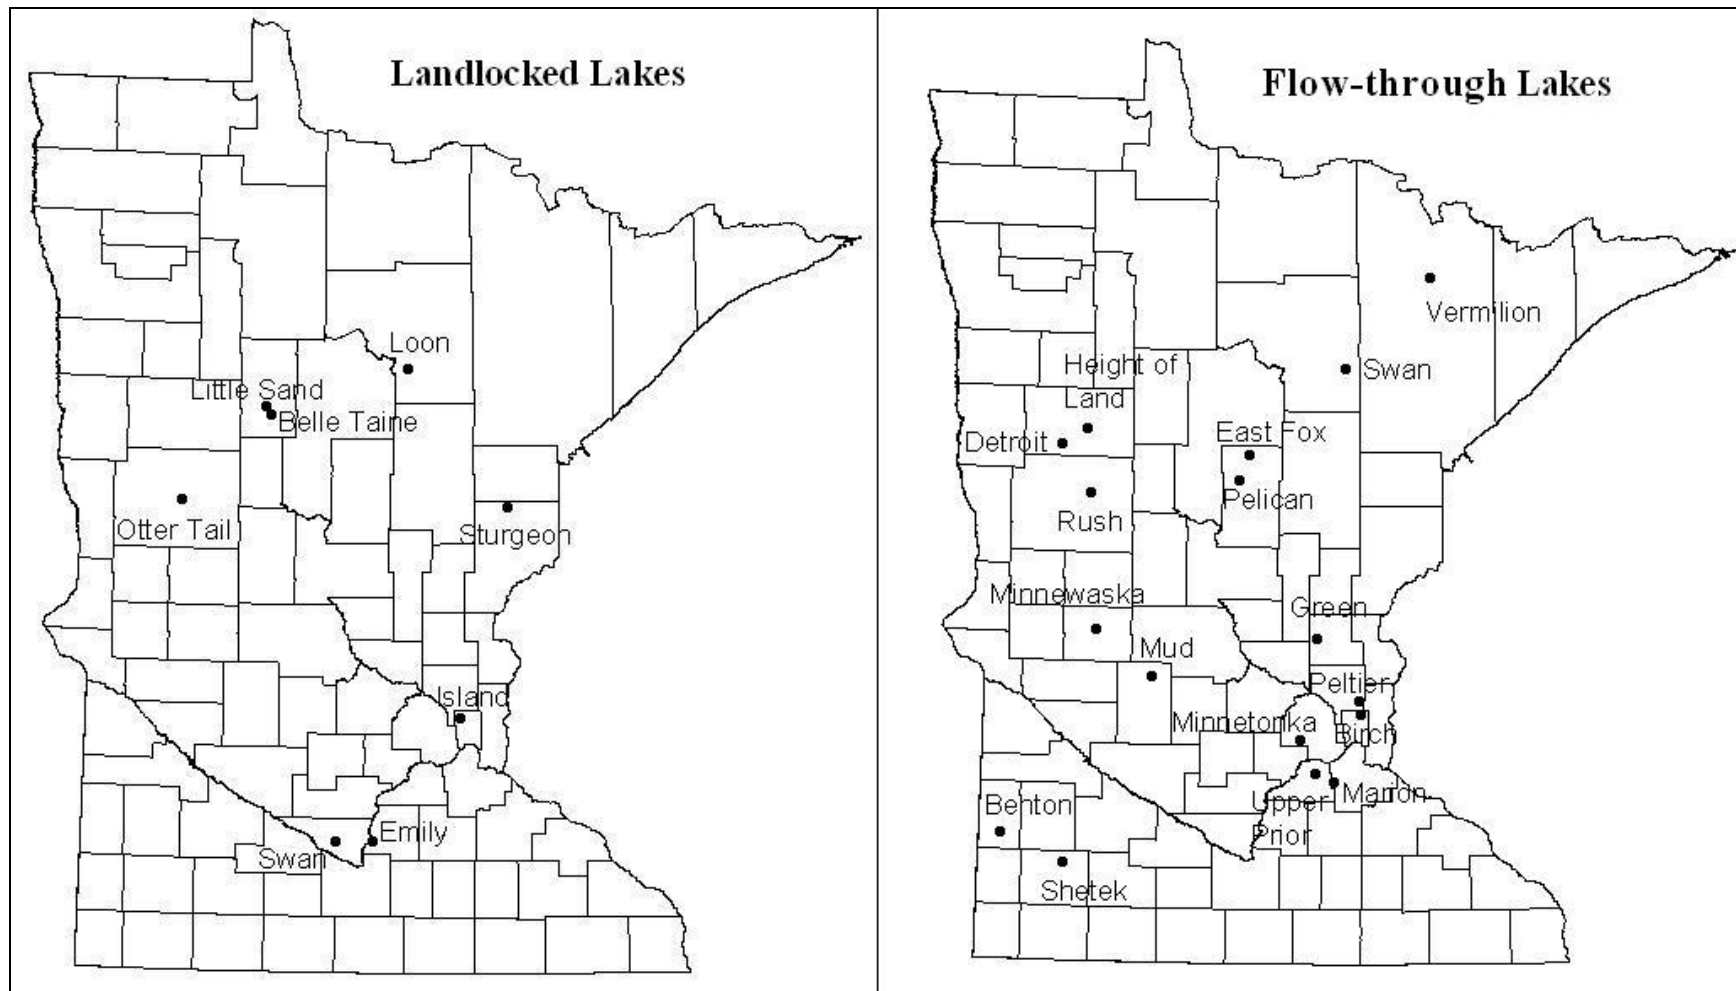 Landlocked Lakes
Loon
Little Sand
Belle Taine
Otter Tail
Sturgeon
Island
Emily
Swan
Flow-through Lakes
Vermilion
Height of
Land
Swan
Detroit
East Fox
Pelican
Rush
Minnewaska
Green
Mud
Peltier
Minnetonka
Birch
Benton
Upper
Prior
Marion
Shetek